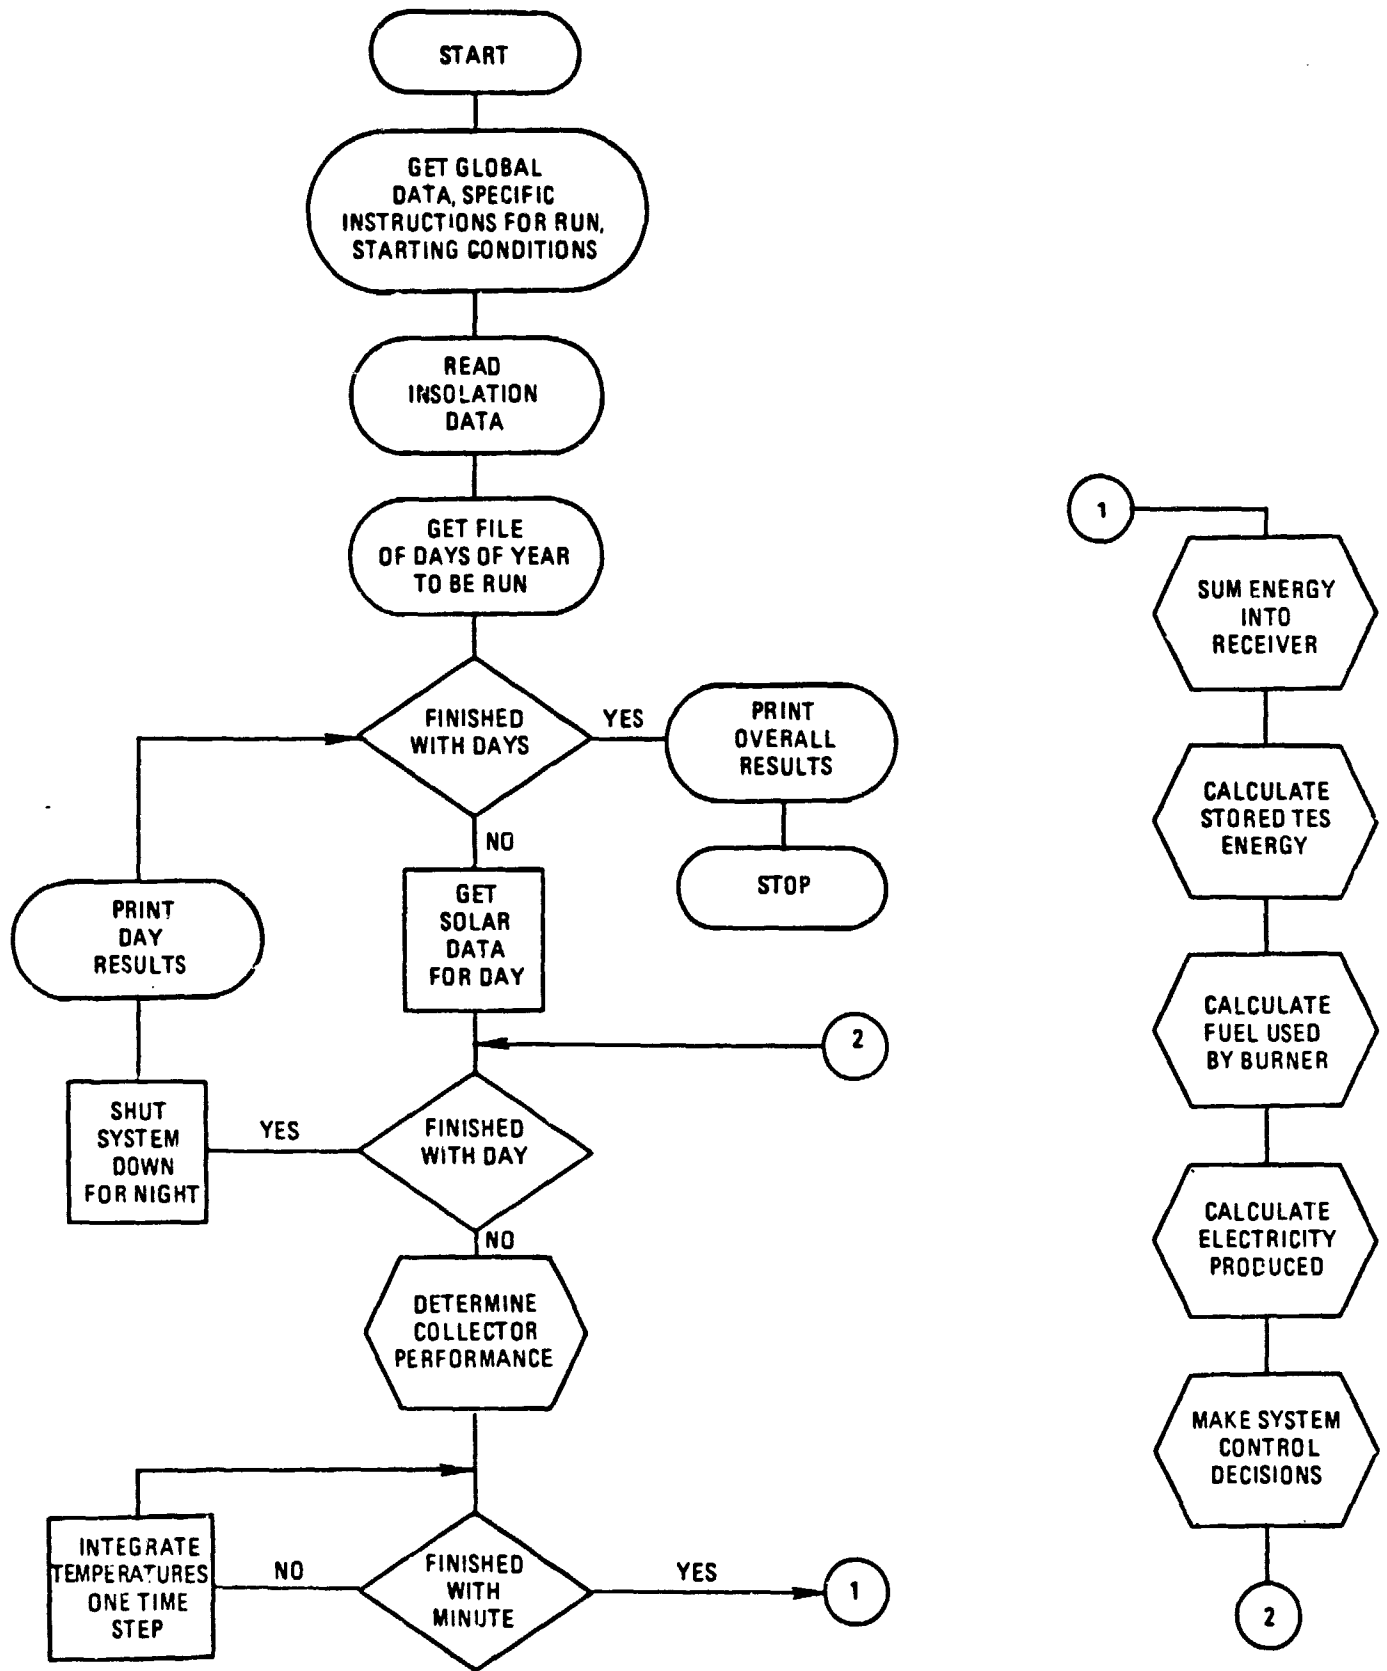 START
GET GLOBAL
DATA, SPECIFIC
INSTRUCTIONS FOR RUN,
STARTING CONDITIONS
READ
INSOLATION
DATA
GET FILE
OF DAYS OF YEAR
TO BE RUN
FINISHED
WITH DAYS
YES
PRINT
OVERALL
RESULTS
STOP
NO
GET
SOLAR
DATA
FOR DAY
2
FINISHED
WITH DAY
YES
SHUT
SYSTEM
DOWN
FOR NIGHT
PRINT
DAY
RESULTS
NO
DETERMINE
COLLECTOR
PERFORMANCE
FINISHED
WITH
MINUTE
NO
INTEGRATE
TEMPERATURES
ONE TIME
STEP
YES
1
1
SUM ENERGY
INTO
RECEIVER
CALCULATE
STORED TES
ENERGY
CALCULATE
FUEL USED
BY BURNER
CALCULATE
ELECTRICITY
PRODUCED
MAKE SYSTEM
CONTROL
DECISIONS
2